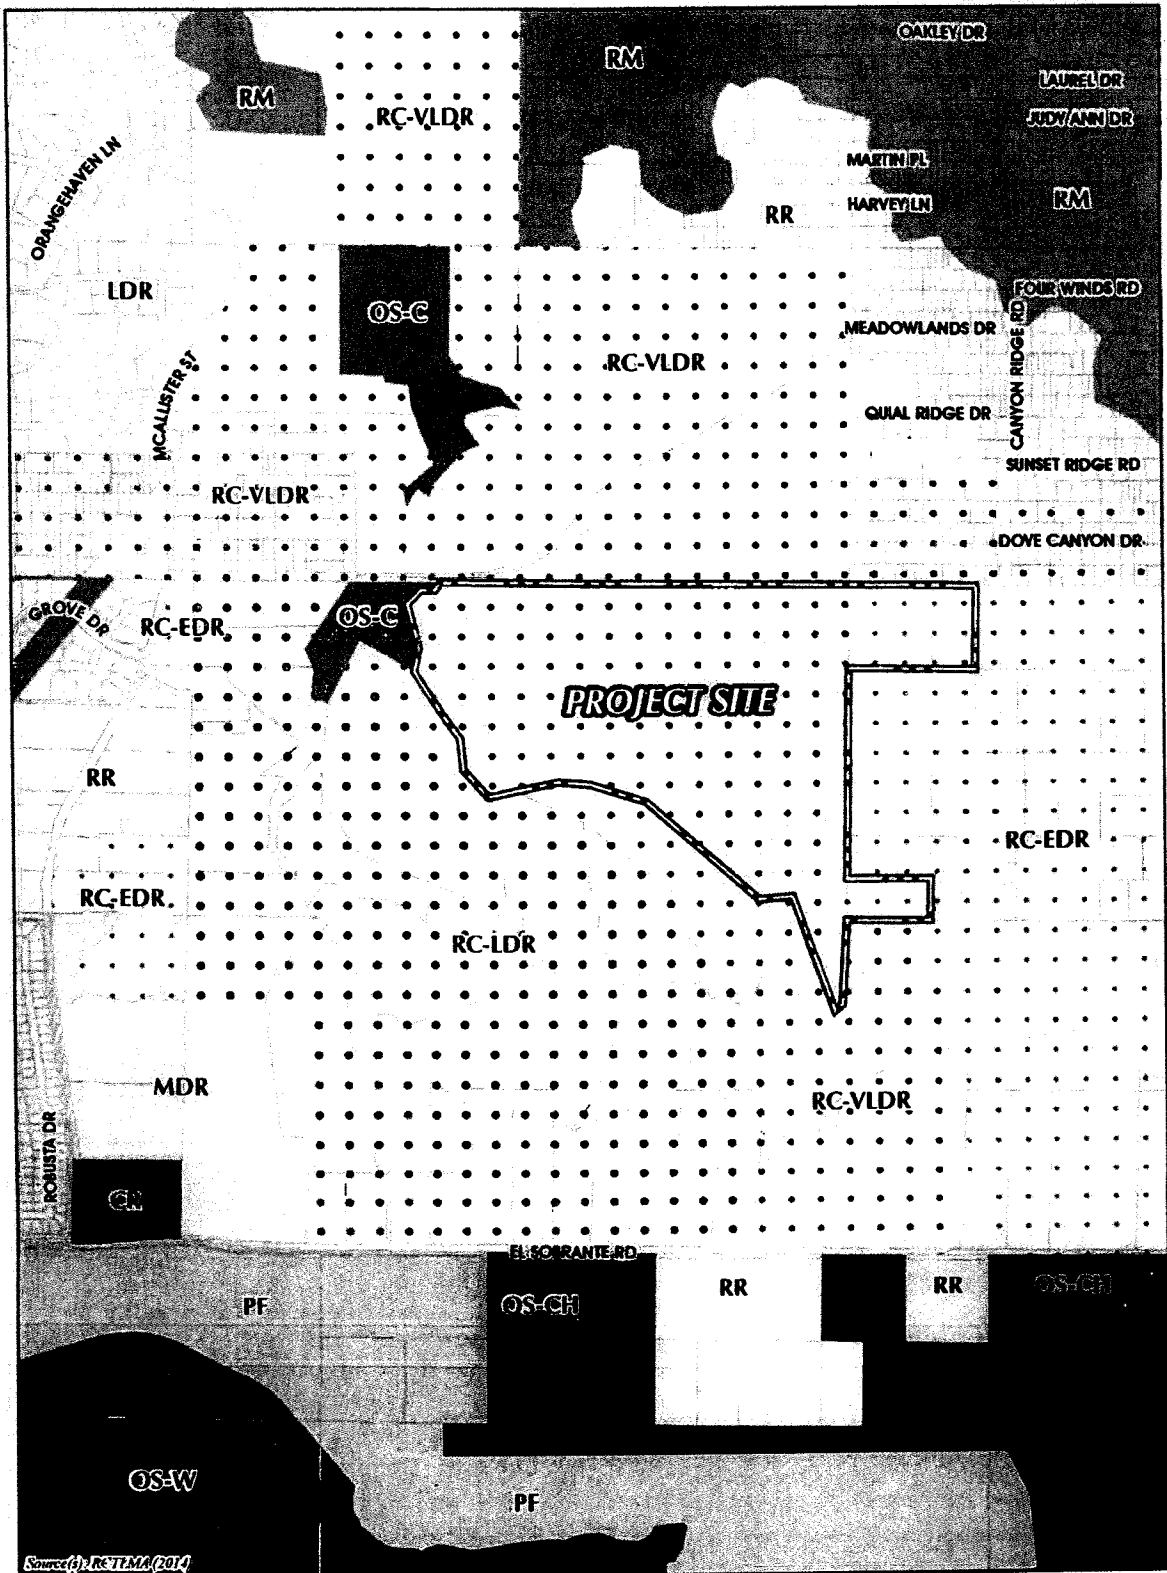 OAKLEY DR
RM
LAUREL DR
RM
RC-VLDR
JUDY ANN DR
MARTIN PL
ORANGEHAVEN LN
HARVEY LN
RM
RR
LDR
FOUR WINDS RD
OS-C
MEADOWLANDS DR
CANYON RIDGE RD
RC-VLDR
MCALLISTER ST
QUIAL RIDGE DR
SUNSET RIDGE RD
RC-VLDR
DOVE CANYON DR
GROVE DR
OS-C
RC-EDR
PROJECT SITE
RR
RC-EDR
RC-EDR
RC-LDR
MDR
RC-VLDR
ROBUSTA DR
CR
EL SOBRANTE RD
RR
RR
OS-CH
PF
OS-CH
OS-W
PF
Source(s): RCTLMA (2014)